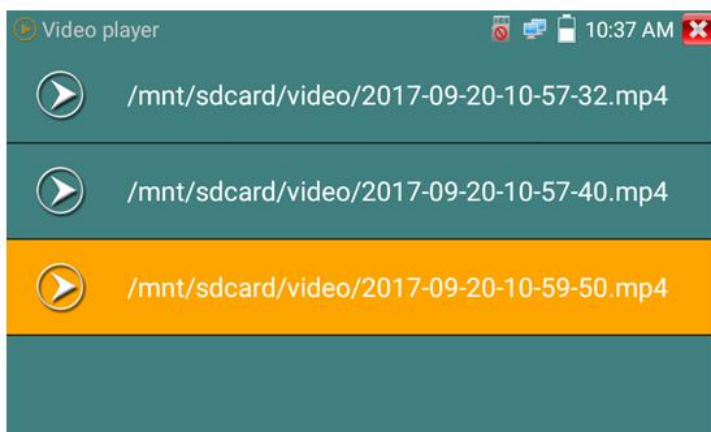 Video player
10:37 AM
/mnt/sdcard/video/2017-09-20-10-57-32.mp4
/mnt/sdcard/video/2017-09-20-10-57-40.mp4
/mnt/sdcard/video/2017-09-20-10-59-50.mp4